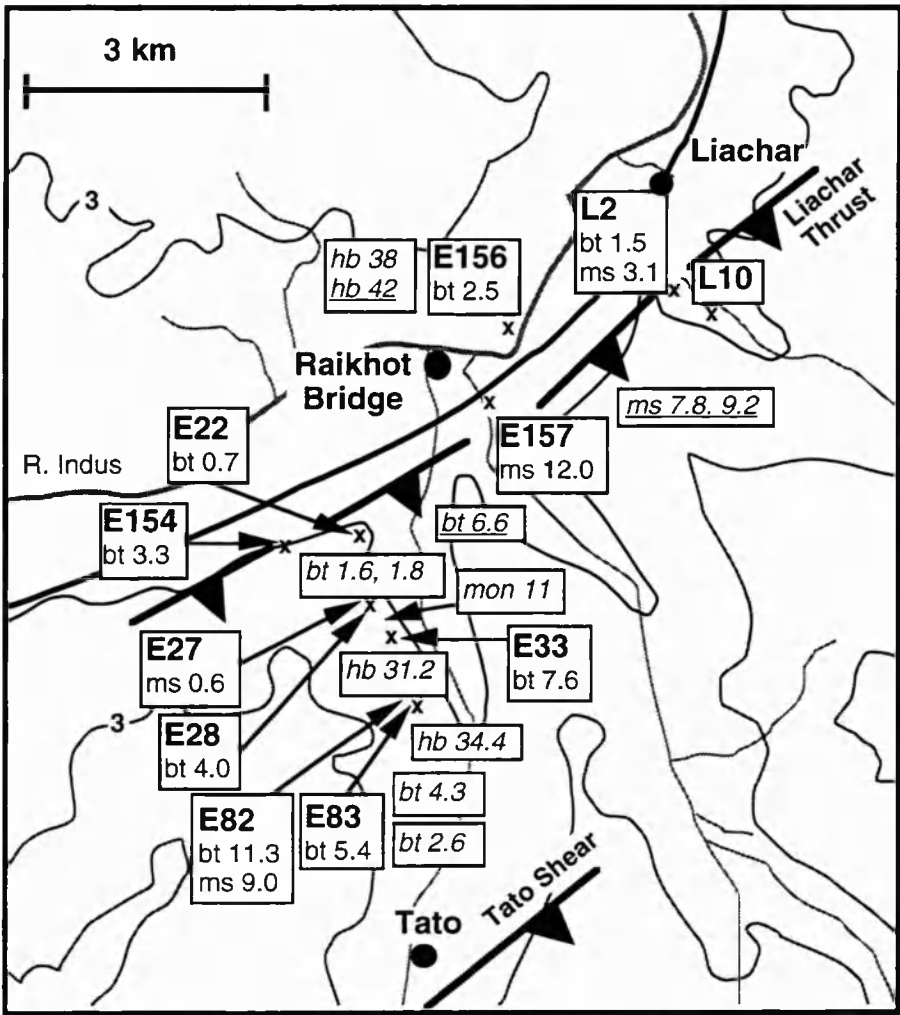 3 km
Liachar
Liachar
Thrust
3
L2
bt 1.5
ms 3.1
L10
hb 38
hb 42
E156
bt 2.5
Raikhot
Bridge
ms 7.8. 9.2
E22
bt 0.7
E157
ms 12.0
R. Indus
E154
bt 3.3
bt 6.6
bt 1.6, 1.8
mon 11
E27
ms 0.6
E33
bt 7.6
hb 31.2
3
E28
bt 4.0
hb 34.4
bt 4.3
E82
bt 11.3
ms 9.0
E83
bt 5.4
bt 2.6
Tato Shear
Tato